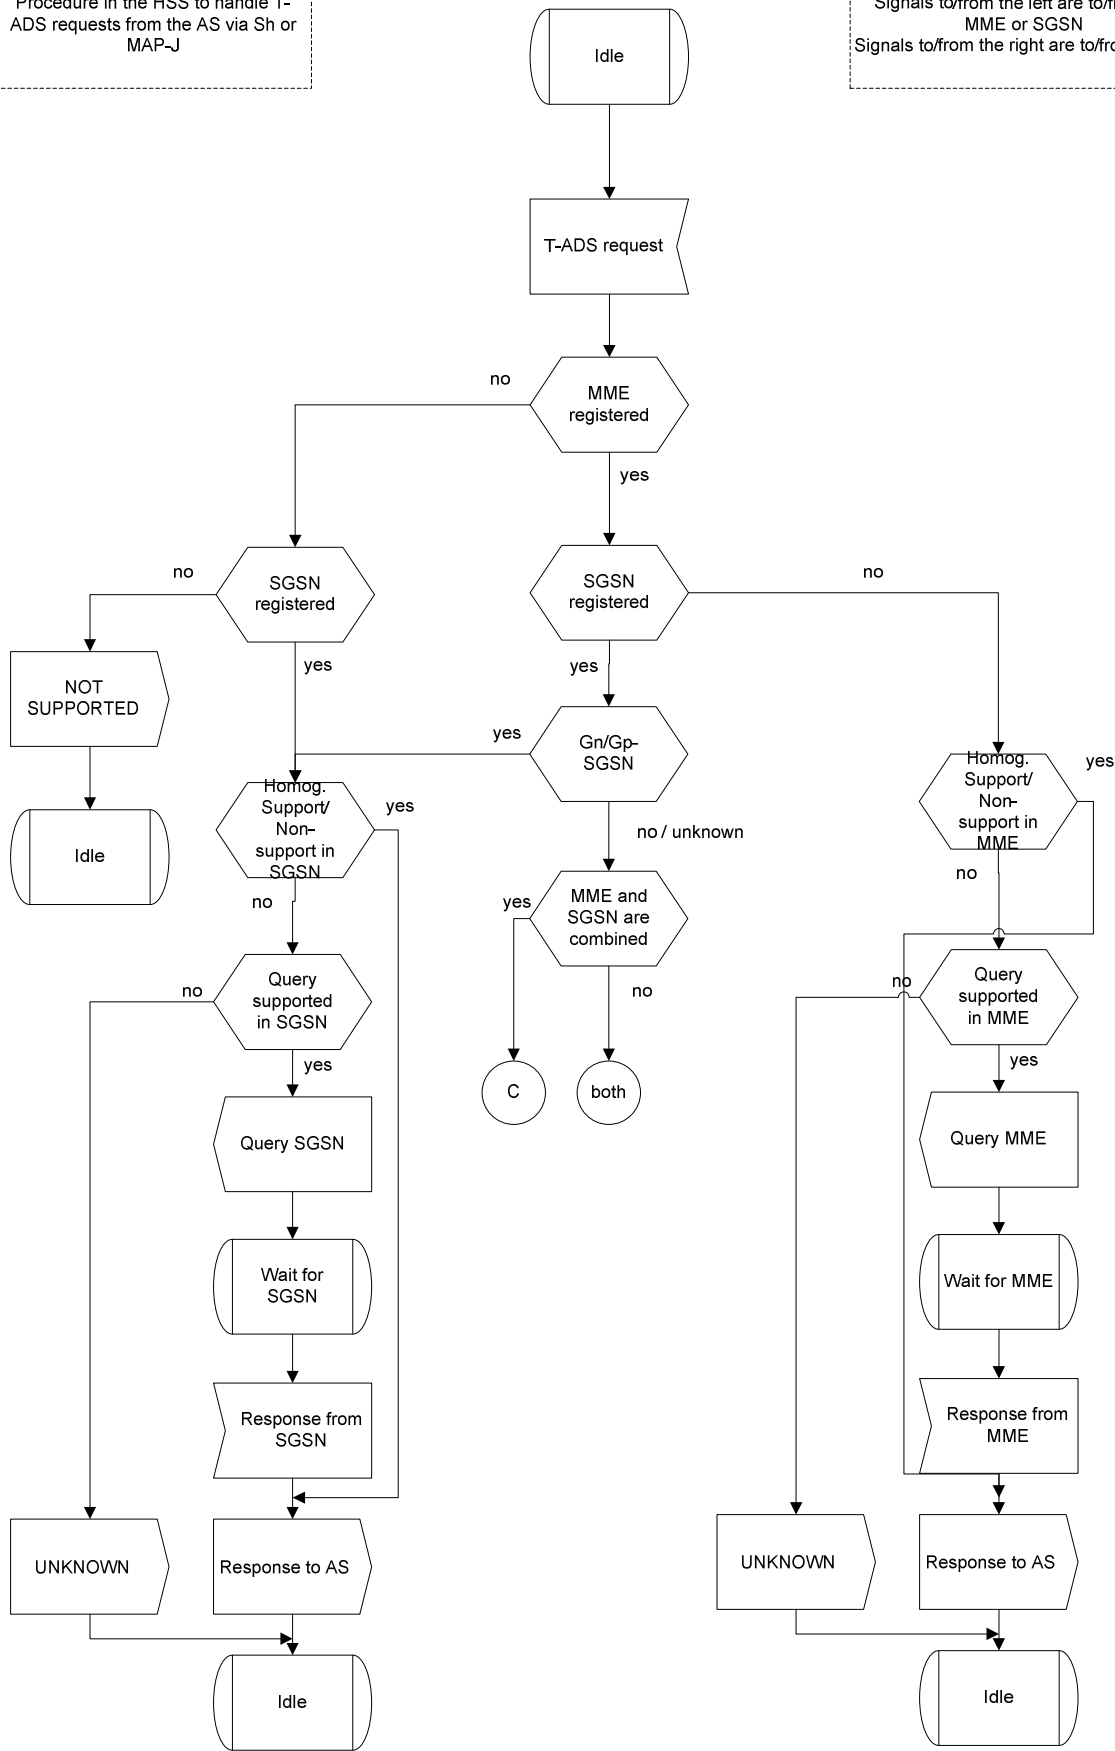 Procedure in the HSS to handle T-
ADS requests from the AS via Sh or
MAP-J
Signals to/from the left are to/
MME or SGSN
Signals to/from the right are to/
Idle
T-ADS request
no
MME
registered
yes
no
SGSN
registered
SGSN
registered
no
yes
yes
NOT
SUPPORTED
yes
Gn/Gp-
SGSN
Homog.
Support/
Non-
support in
SGSN
yes
Homog.
Support/
Non-
support in
MME
yes
Idle
no / unknown
no
yes
MME and
SGSN are
combined
no
no
Query
supported
in SGSN
no
no
Query
supported
in MME
yes
yes
C
both
Query SGSN
Query MME
Wait for
SGSN
Wait for MME
Response from
SGSN
Response from
MME
UNKNOWN
Response to AS
UNKNOWN
Response to AS
Idle
Idle